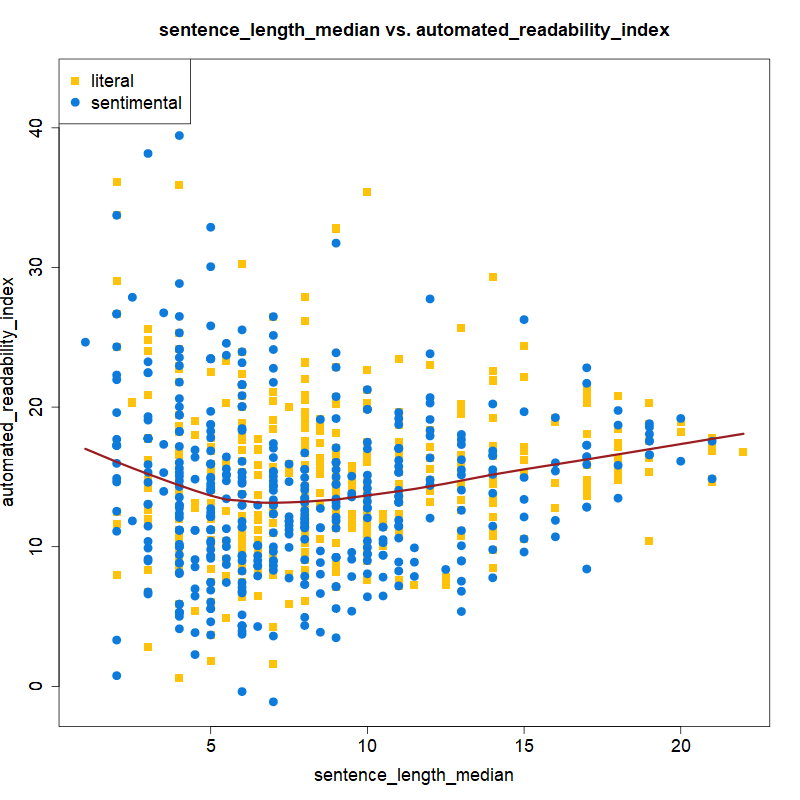 sentence_length_median vs. automated_readability_index
literal
sentimental
automated_readability_index
40
30
20
10
0
5
10
15
20
sentence_length_median